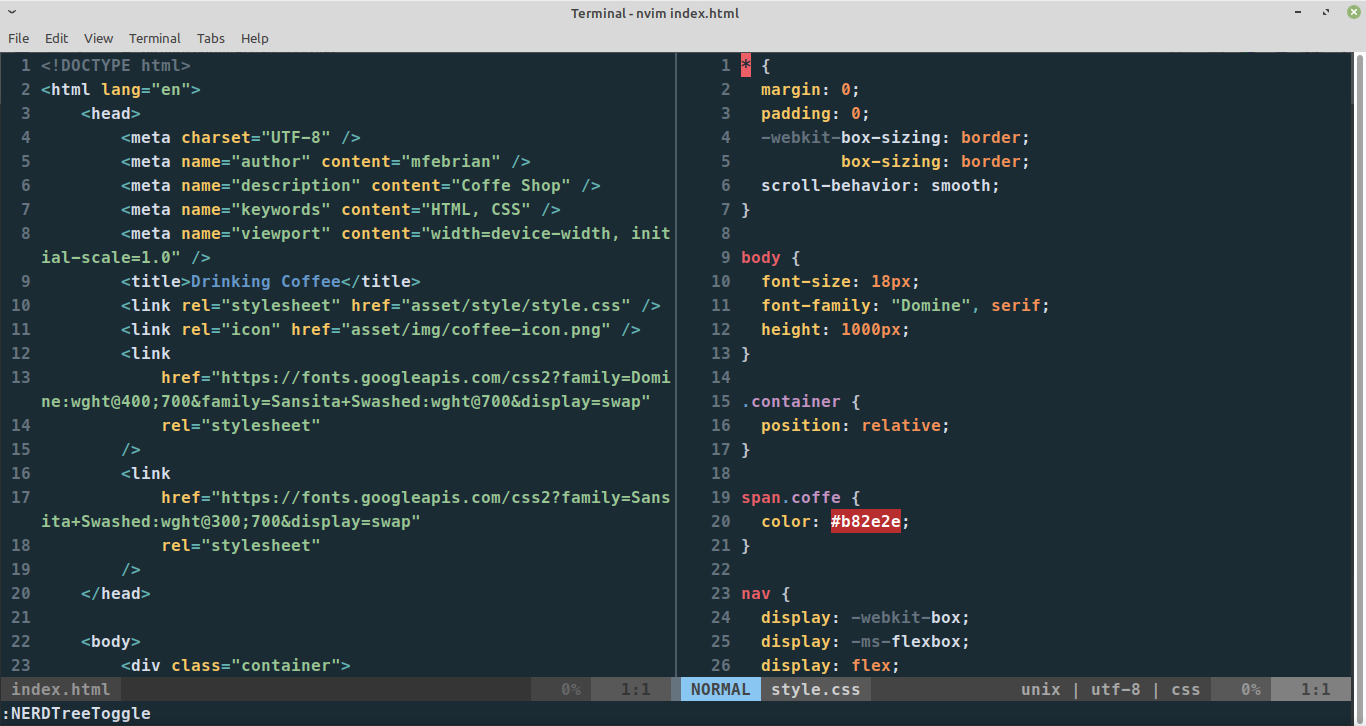 Terminal - nvim index.html
File Edit View Terminal Tabs Help
1 <!DOCTYPE html>
2 <html lang="en">
3     <head>
4         <meta charset="UTF-8" />
5         <meta name="author" content="mfebrian" />
6         <meta name="description" content="Coffe Shop" />
7         <meta name="keywords" content="HTML, CSS" />
8         <meta name="viewport" content="width=device-width, init
ial-scale=1.0" />
9         <title>Drinking Coffee</title>
10         <link rel="stylesheet" href="asset/style/style.css" />
11         <link rel="icon" href="asset/img/coffee-icon.png" />
12         <link
13             href="https://fonts.googleapis.com/css2?family=Domi
ne:wght@400;700&family=Sansita+Swashed:wght@700&display=swap"
14             rel="stylesheet"
15         />
16         <link
17             href="https://fonts.googleapis.com/css2?family=Sans
ita+Swashed:wght@300;700&display=swap"
18             rel="stylesheet"
19         />
20     </head>
21
22     <body>
23         <div class="container">
index.html 0% 1:1
1 * {
2   margin: 0;
3   padding: 0;
4   -webkit-box-sizing: border;
5           box-sizing: border;
6   scroll-behavior: smooth;
7 }
8
9 body {
10   font-size: 18px;
11   font-family: "Domine", serif;
12   height: 1000px;
13 }
14
15 .container {
16   position: relative;
17 }
18
19 span.coffe {
20   color: #b82e2e;
21 }
22
23 nav {
24   display: -webkit-box;
25   display: -ms-flexbox;
26   display: flex;
NORMAL style.css unix | utf-8 | css 0% 1:1
:NERDTreeToggle